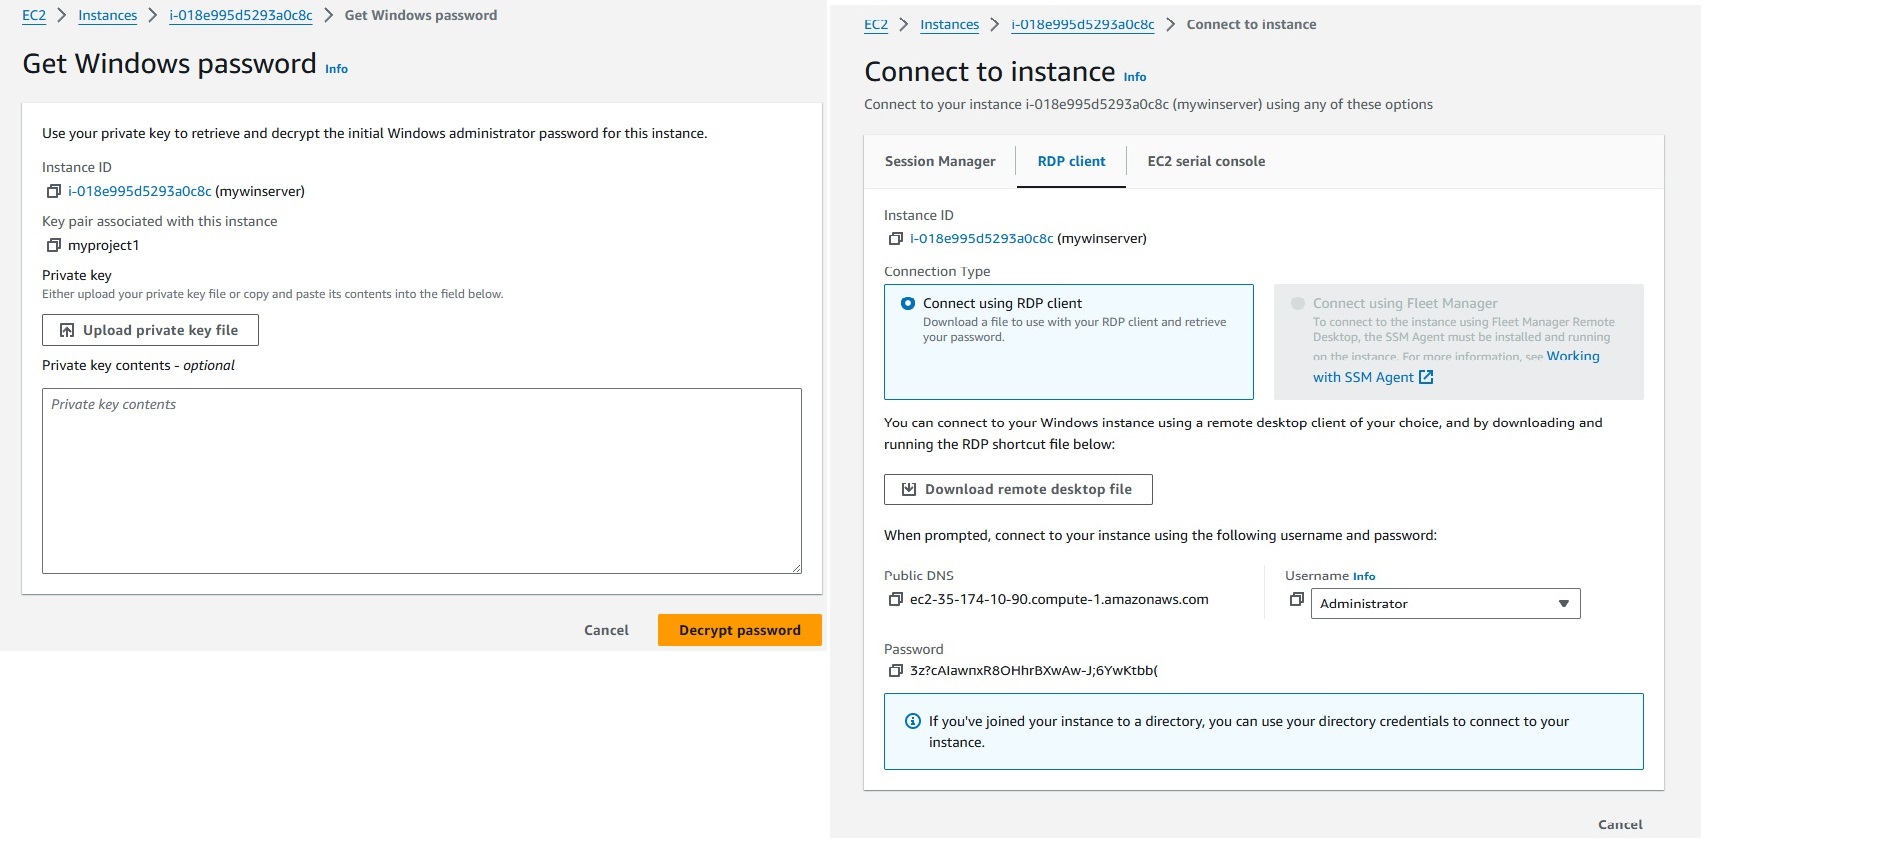 EC2 > Instances > i-018e995d5293a0c8c > Get Windows password
Get Windows password Info
Use your private key to retrieve and decrypt the initial Windows administrator password for this instance.
Instance ID
i-018e995d5293a0c8c (mywinserver)
Key pair associated with this instance
myproject1
Private key
Either upload your private key file or copy and paste its contents into the field below.
Upload private key file
Private key contents - optional
Private key contents
Cancel
Decrypt password
EC2 > Instances > i-018e995d5293a0c8c > Connect to instance
Connect to instance Info
Connect to your instance i-018e995d5293a0c8c (mywinserver) using any of these options
Session Manager
RDP client
EC2 serial console
Instance ID
i-018e995d5293a0c8c (mywinserver)
Connection Type
Connect using RDP client
Download a file to use with your RDP client and retrieve
your password.
Connect using Fleet Manager
To connect to the instance using Fleet Manager Remote
Desktop, the SSM Agent must be installed and running
on the instance. For more information, see Working
with SSM Agent
You can connect to your Windows instance using a remote desktop client of your choice, and by downloading and
running the RDP shortcut file below:
Download remote desktop file
When prompted, connect to your instance using the following username and password:
Public DNS
ec2-35-174-10-90.compute-1.amazonaws.com
Username Info
Administrator
Password
3z?cAIawnxR8OHhrBXwAw-J;6YwKtbb(
If you've joined your instance to a directory, you can use your directory credentials to connect to your
instance.
Cancel